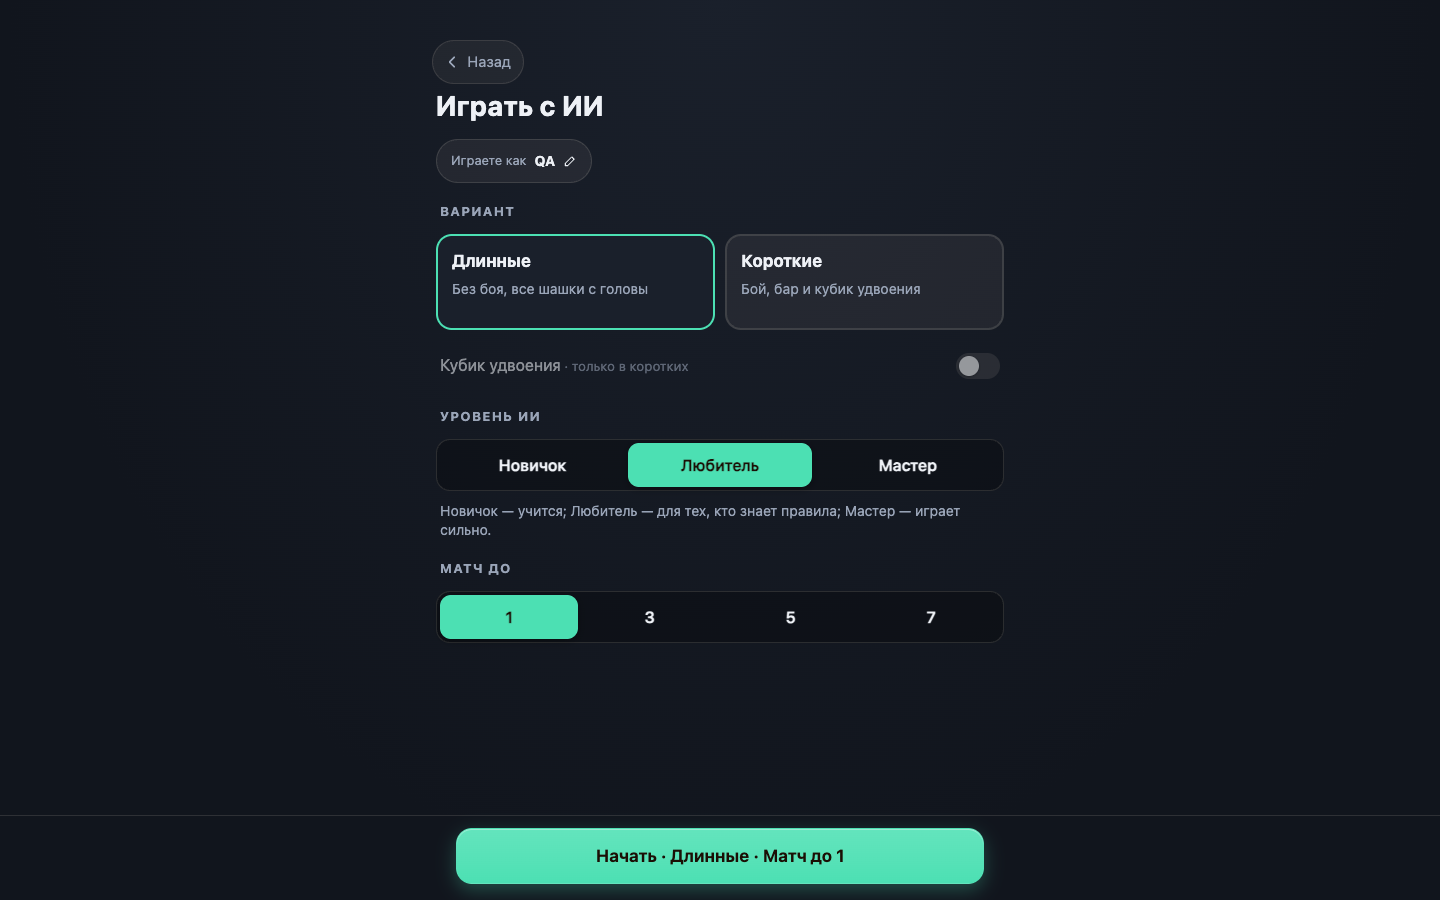 Назад
Играть с ИИ
Играете как QA
ВАРИАНТ
Длинные
Без боя, все шашки с головы
Короткие
Бой, бар и кубик удвоения
Кубик удвоения · только в коротких
УРОВЕНЬ ИИ
Новичок Любитель Мастер
Новичок — учится; Любитель — для тех, кто знает правила; Мастер — играет
сильно.
МАТЧ ДО
1 3 5 7
Начать · Длинные · Матч до 1